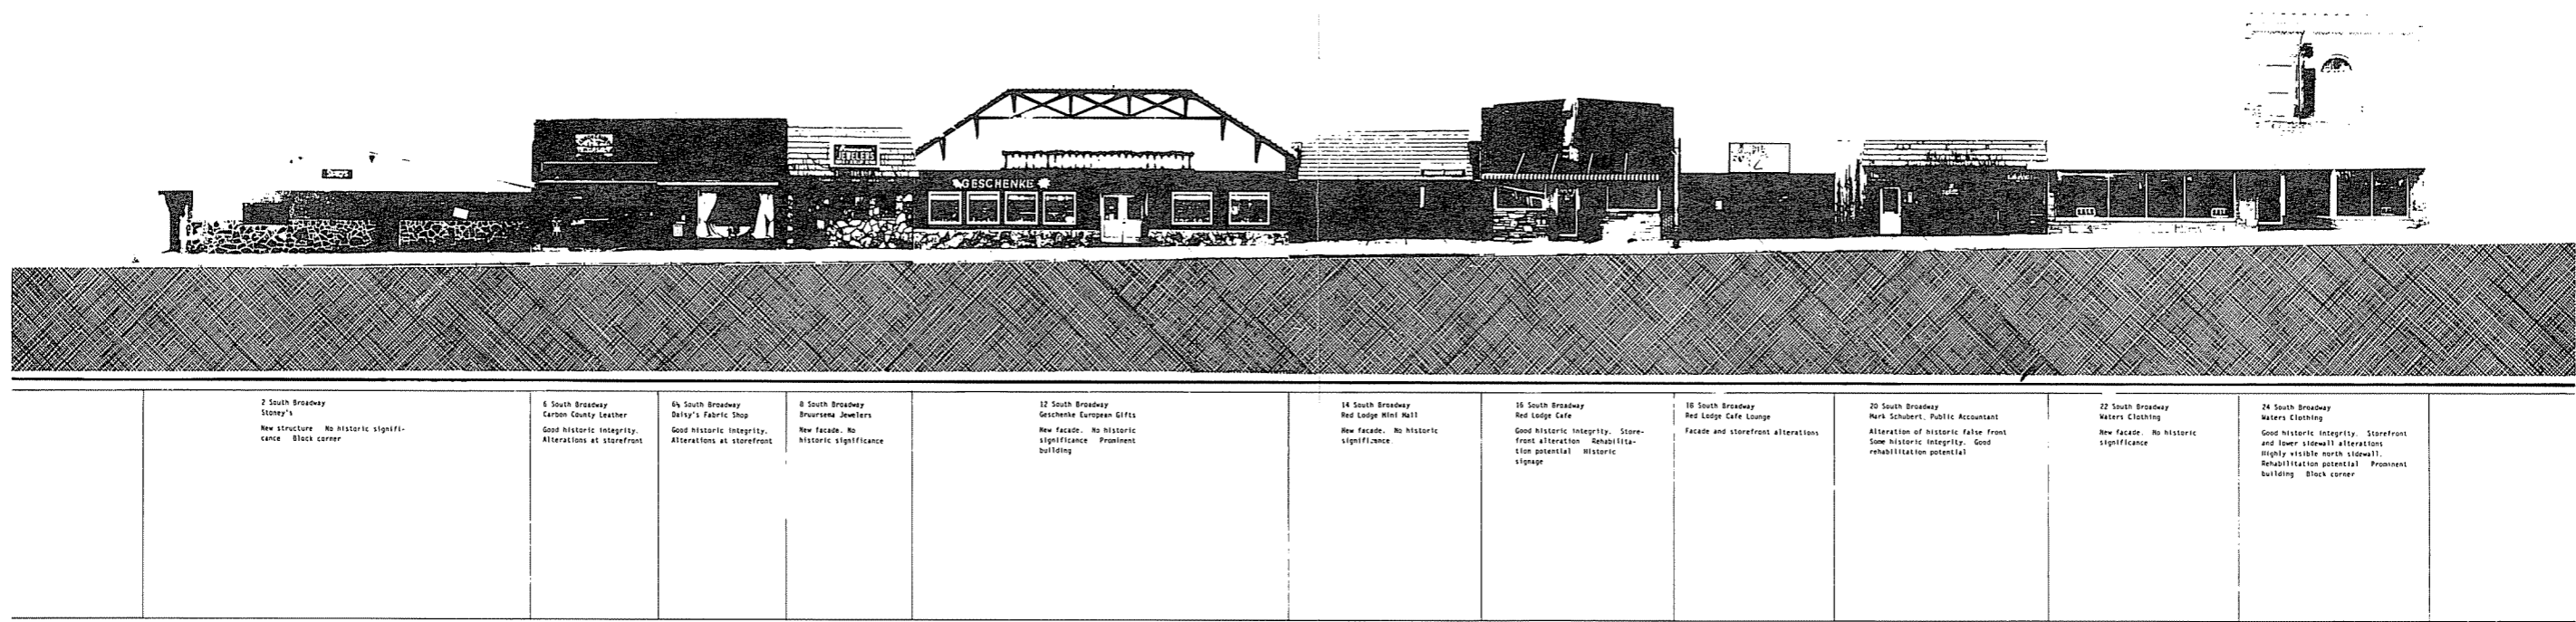 Stoney's
JEWELERS
GESCHENKE
2 South Broadway
Stoney's
New structure No historic signifi-
cance Block corner
6 South Broadway
Carbon County Leather
Good historic integrity.
Alterations at storefront
6½ South Broadway
Daisy's Fabric Shop
Good historic integrity.
Alterations at storefront
8 South Broadway
Bruursema Jewelers
New facade. No
historic significance
12 South Broadway
Geschenke European Gifts
New facade. No historic
significance Prominent
building
14 South Broadway
Red Lodge Mini Mall
New facade. No historic
significance.
16 South Broadway
Red Lodge Cafe
Good historic integrity. Store-
front alteration Rehabilita-
tion potential Historic
signage
18 South Broadway
Red Lodge Cafe Lounge
Facade and storefront alterations
20 South Broadway
Mark Schubert, Public Accountant
Alteration of historic false front
Some historic integrity. Good
rehabilitation potential
22 South Broadway
Waters Clothing
New facade. No historic
significance
24 South Broadway
Waters Clothing
Good historic integrity. Storefront
and lower sidewall alterations
Highly visible north sidewall.
Rehabilitation potential Prominent
building Block corner